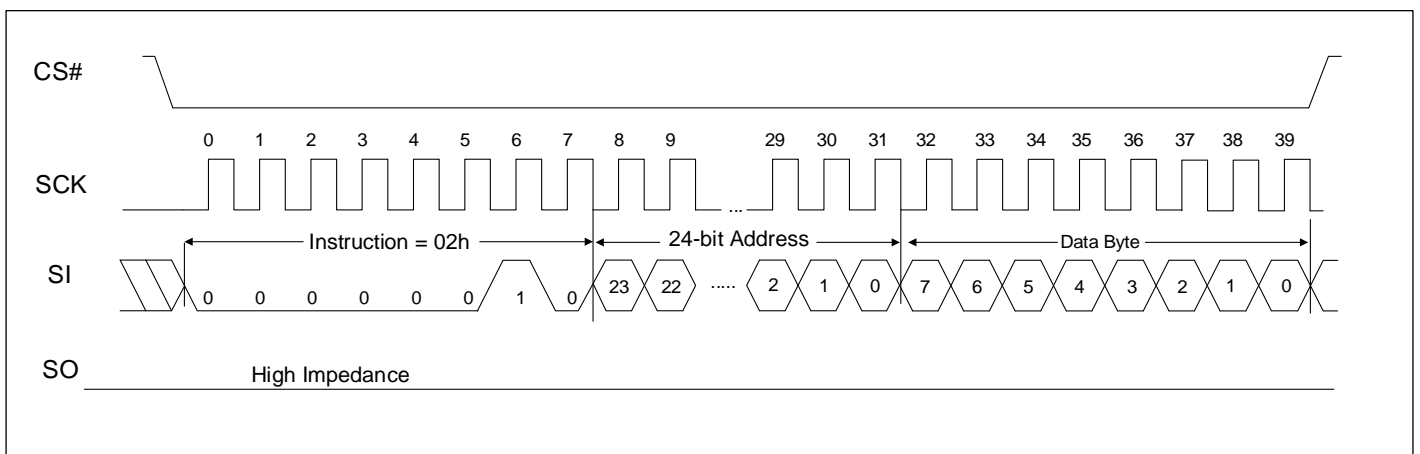 CS#
0 1 2 3 4 5 6 7 8 9 29 30 31 32 33 34 35 36 37 38 39
SCK
...
Instruction = 02h 24-bit Address Data Byte
SI
0 0 0 0 0 0 1 0 23 22 ..... 2 1 0 7 6 5 4 3 2 1 0
SO
High Impedance